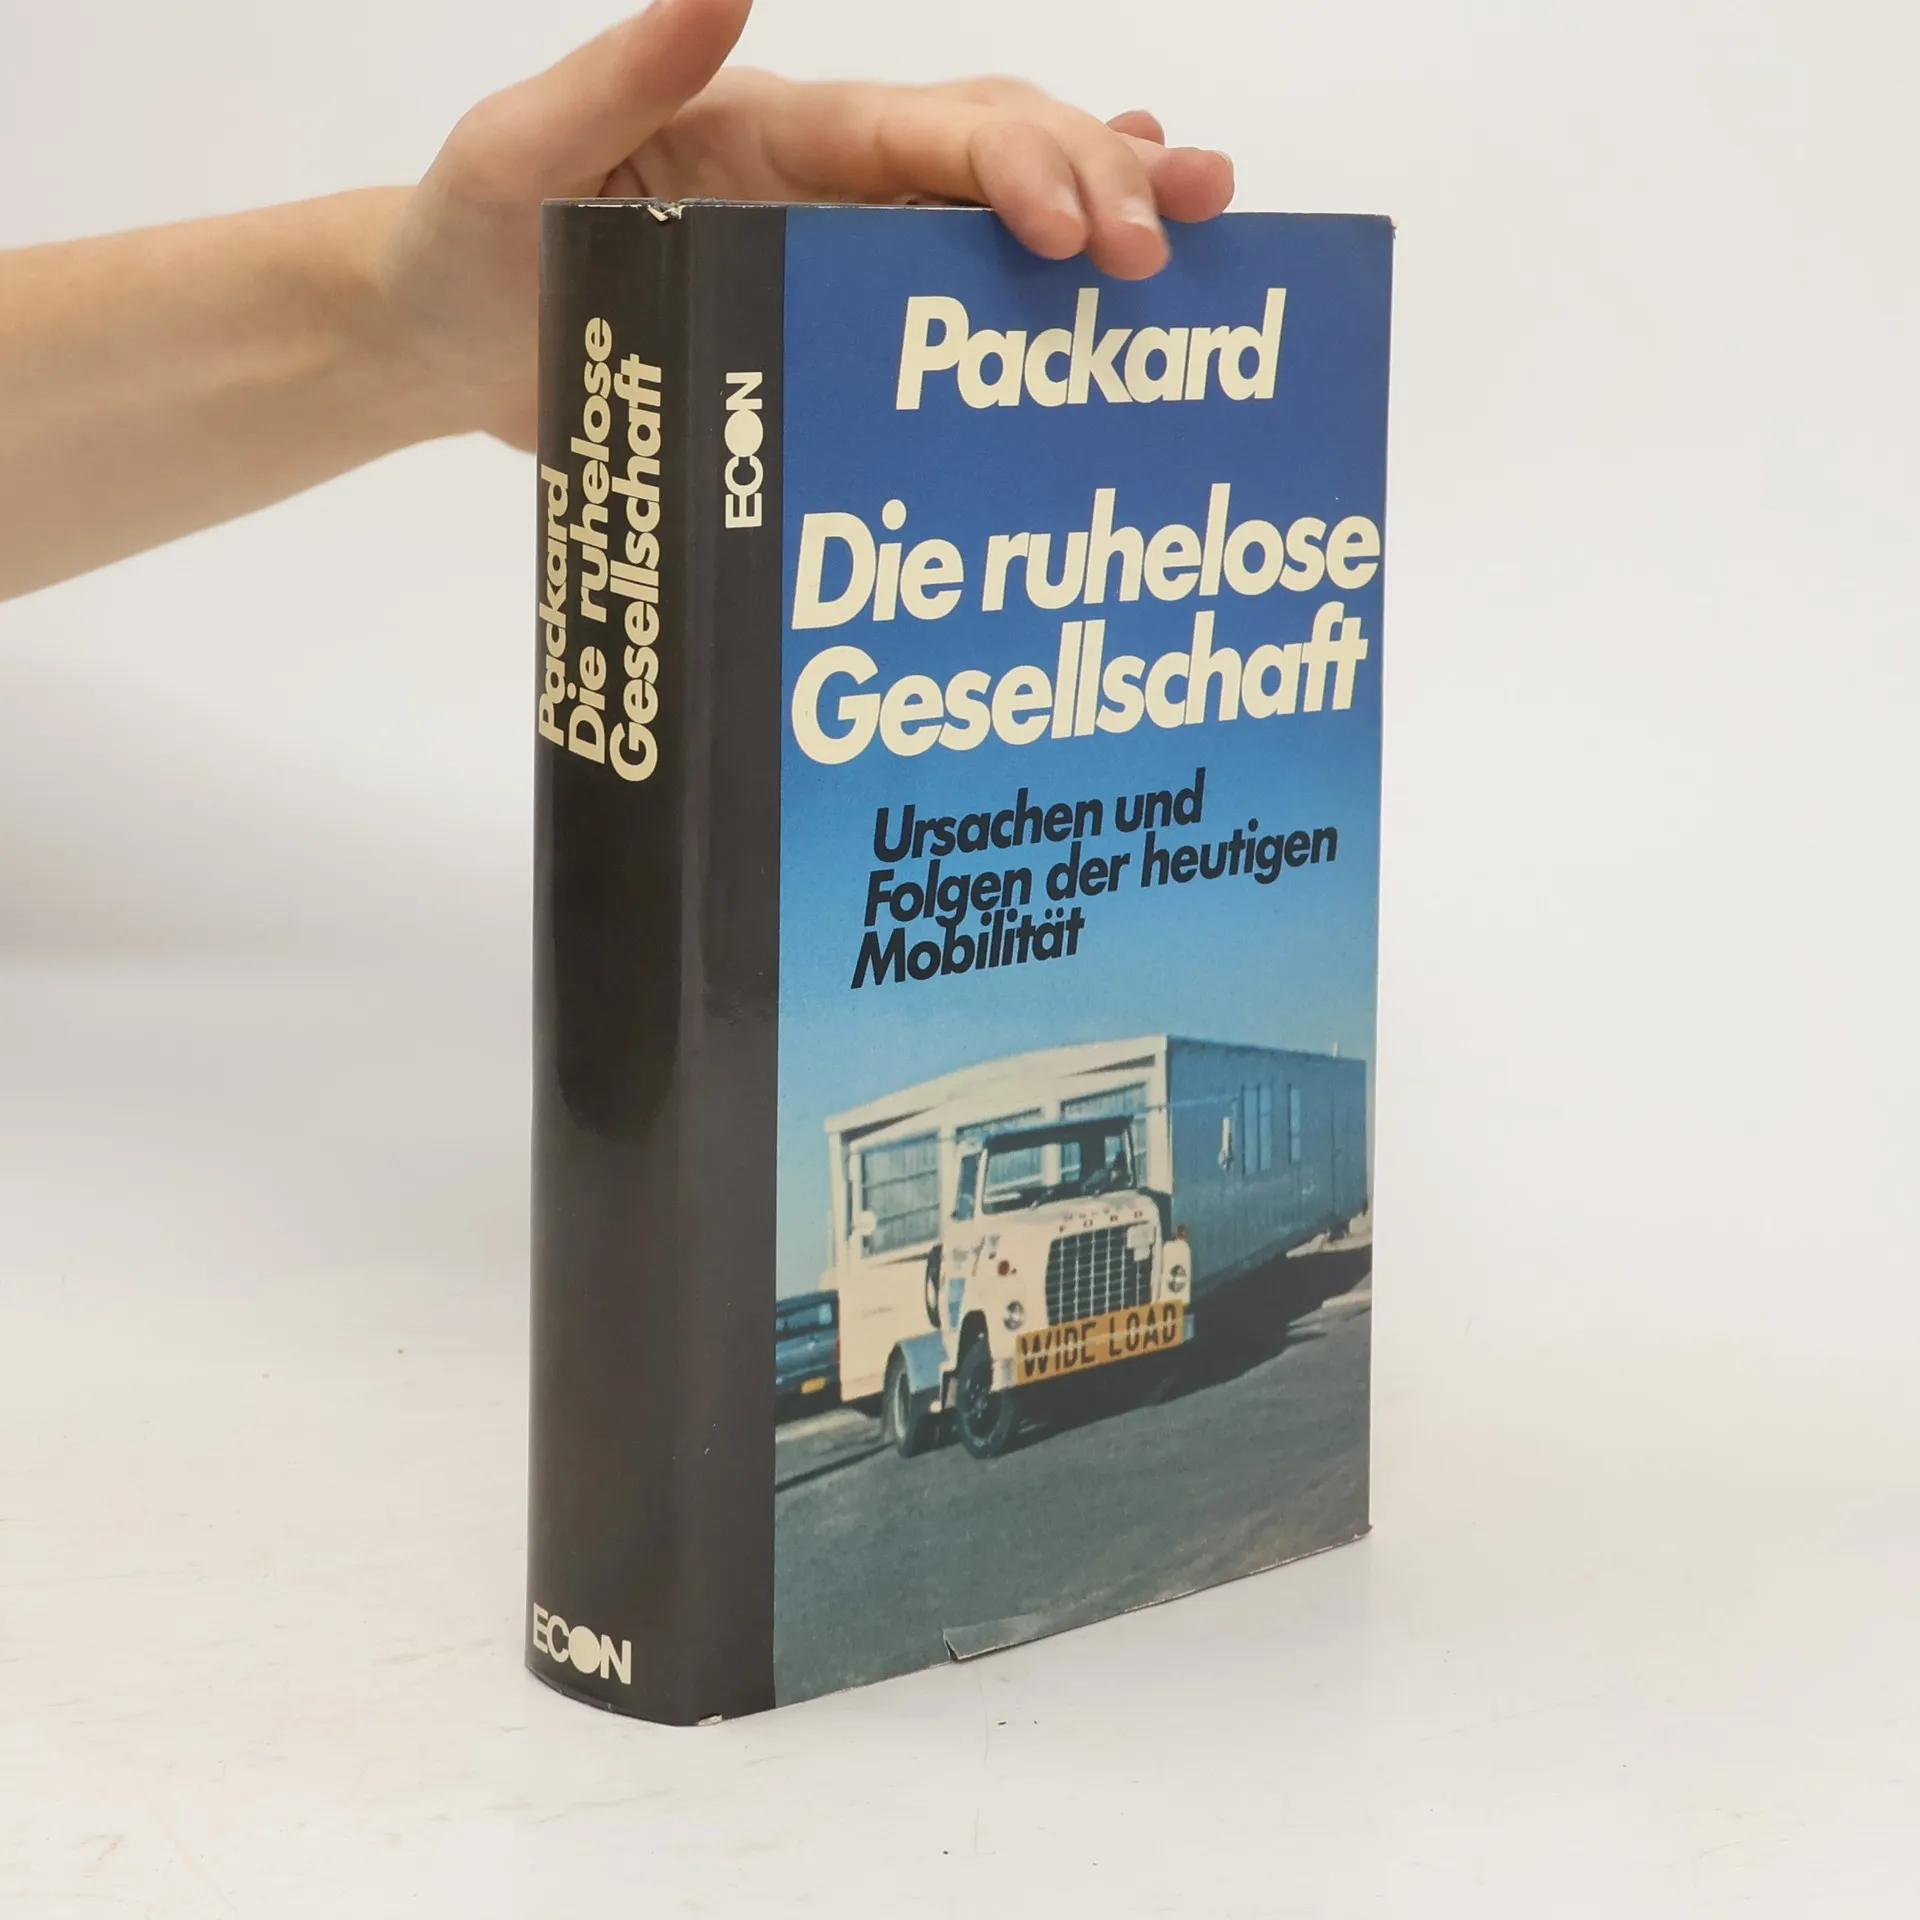 Packard
Die ruhelose
Gesellschaft
ECON
ECON
Packard
Die ruhelose
Gesellschaft
Ursachen und
Folgen der heutigen
Mobilität
FORD
WIDE LOAD